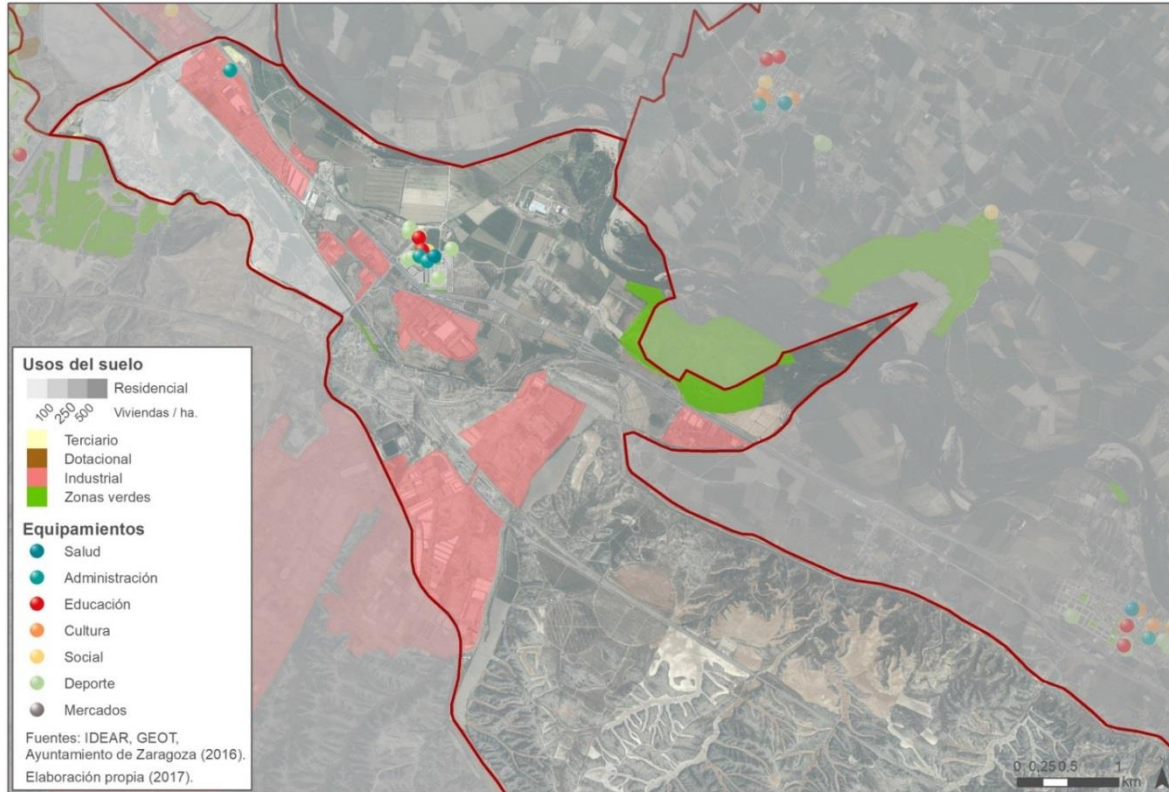 Usos del suelo
Residencial
100 250 500 Viviendas / ha.
Terciario
Dotacional
Industrial
Zonas verdes
Equipamientos
Salud
Administración
Educación
Cultura
Social
Deporte
Mercados
Fuentes: IDEAR, GEOT,
Ayuntamiento de Zaragoza (2016).
Elaboración propia (2017).
0 0,25 0,5 1
km